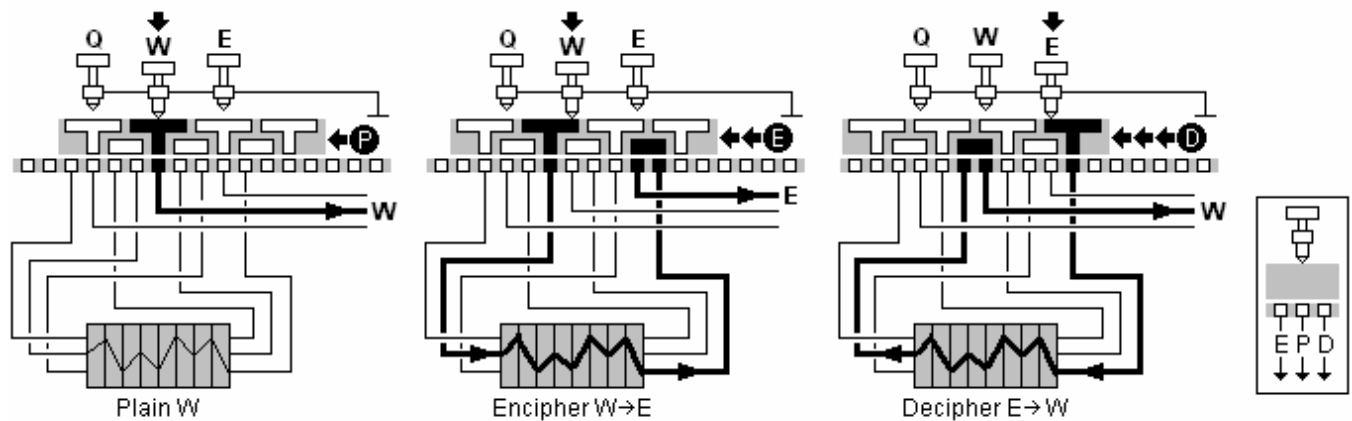 Q W E Q W E Q W E
P E D
W E W
E P D
Plain W Encipher W→E Decipher E→W